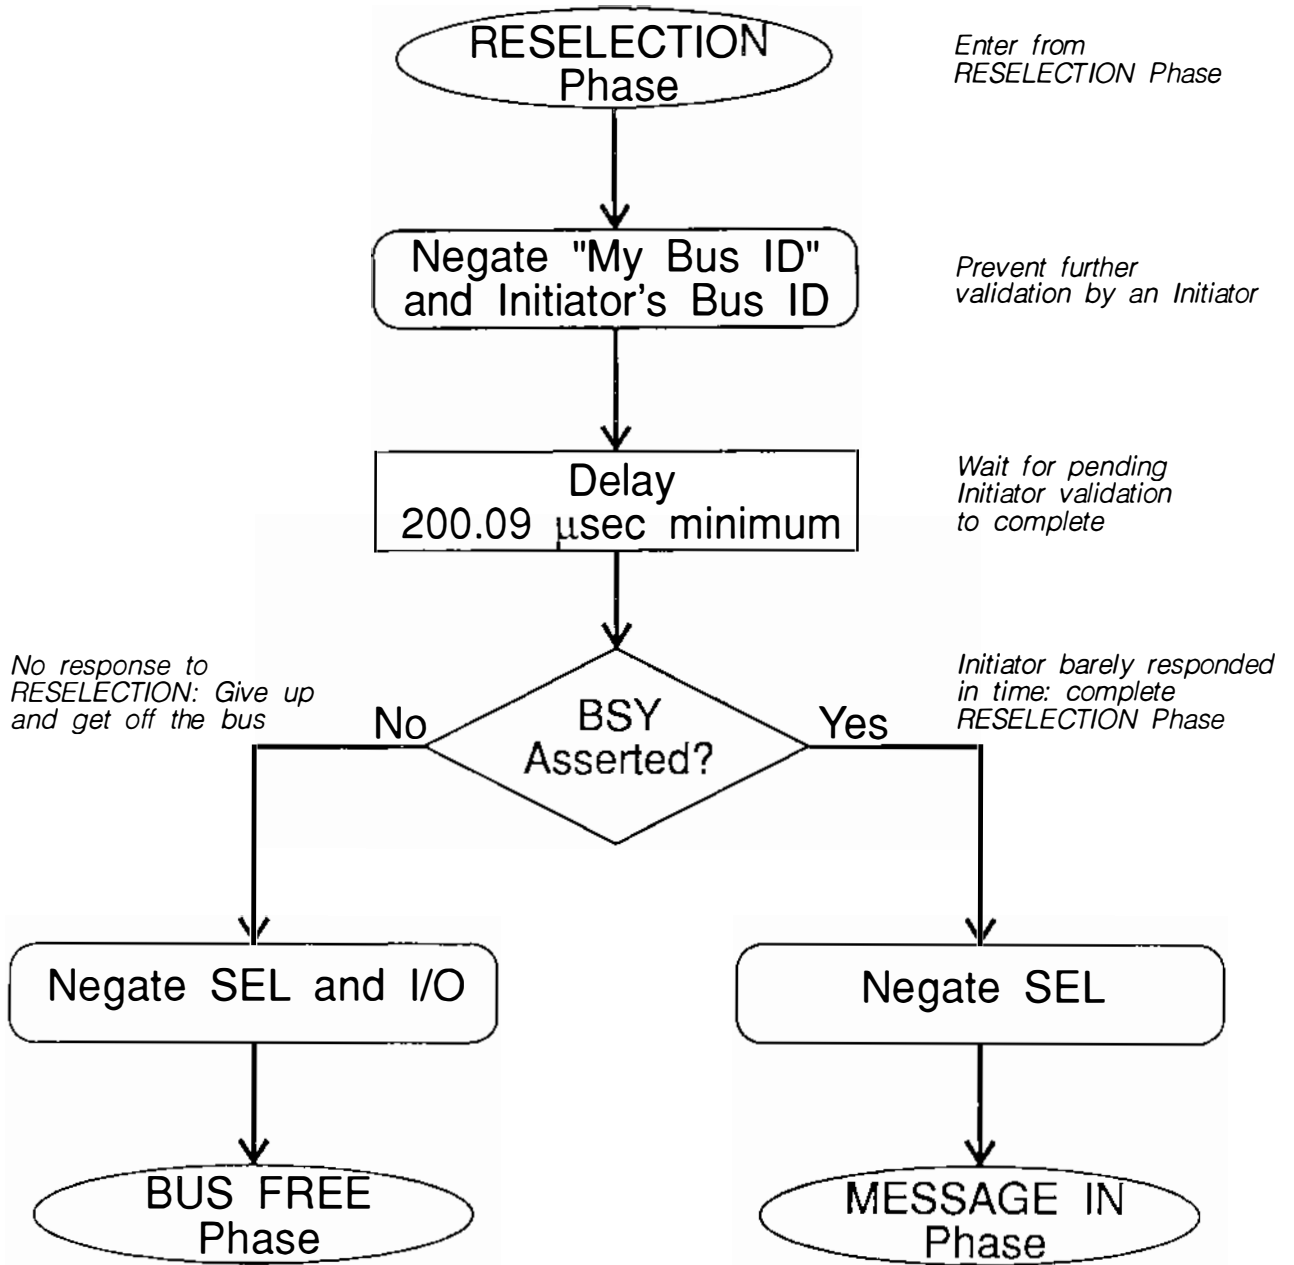 RESELECTION
Phase
Enter from
RESELECTION Phase
Negate "My Bus ID"
and Initiator's Bus ID
Prevent further
validation by an Initiator
Delay
200.09 µsec minimum
Wait for pending
Initiator validation
to complete
No response to
RESELECTION: Give up
and get off the bus
No
BSY
Asserted?
Yes
Initiator barely responded
in time: complete
RESELECTION Phase
Negate SEL and I/O
Negate SEL
BUS FREE
Phase
MESSAGE IN
Phase